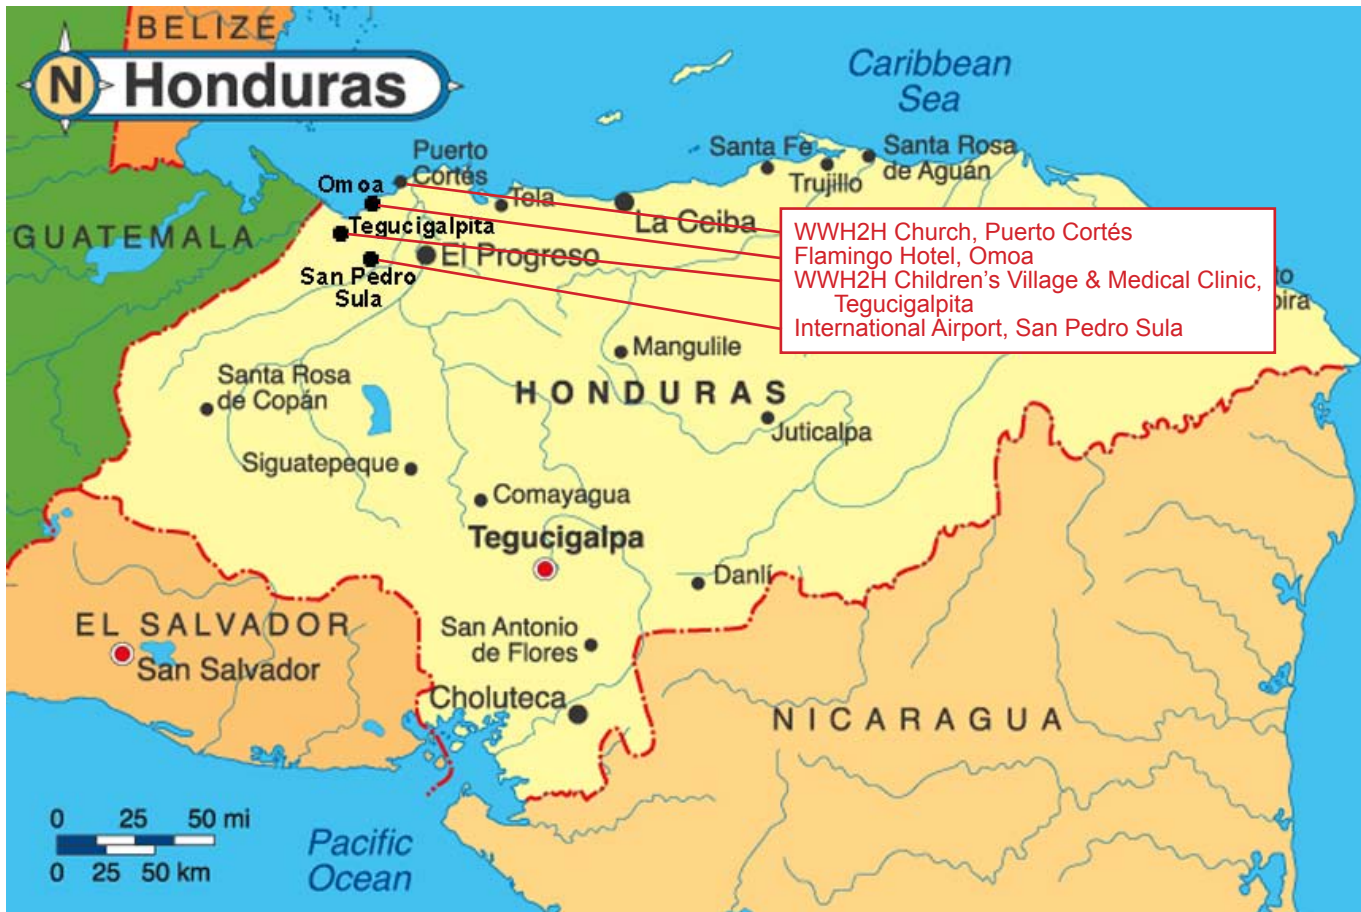 BELIZE
N Honduras
Caribbean
Sea
Puerto
Cortés
Santa Fe
Santa Rosa
de Aguán
Trujillo
Omoa
Tela
La Ceiba
GUATEMALA
Tegucigalpita
El Progreso
San Pedro
Sula
WWH2H Church, Puerto Cortés
Flamingo Hotel, Omoa
WWH2H Children’s Village & Medical Clinic,
Tegucigalpita
International Airport, San Pedro Sula
Mangulile
Santa Rosa
de Copán
HONDURAS
Juticalpa
Siguatepeque
Comayagua
Tegucigalpa
Danlí
EL SALVADOR
San Salvador
San Antonio
de Flores
Choluteca
NICARAGUA
0 25 50 mi
0 25 50 km
Pacific
Ocean